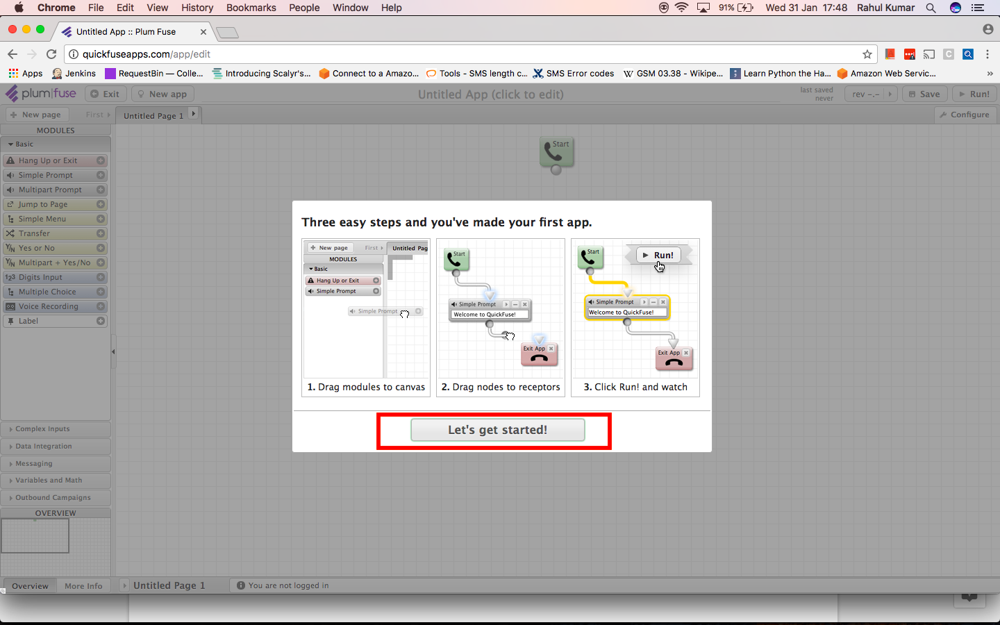 Chrome File Edit View History Bookmarks People Window Help 91% Wed 31 Jan 17:48 Rahul Kumar
Untitled App :: Plum Fuse
quickfuseapps.com/app/edit
Apps Jenkins RequestBin — Colle... Introducing Scalyr's... Connect to a Amazo... Tools - SMS length c... SMS Error codes GSM 03.38 - Wikipe... Learn Python the Ha... Amazon Web Servic... »
plum|fuse Exit New app Untitled App (click to edit) last saved never rev -.- Save Run!
New page First Untitled Page 1 Configure
MODULES
Basic
Hang Up or Exit
Simple Prompt
Multipart Prompt
Jump to Page
Simple Menu
Transfer
Y/N Yes or No
Y/N Multipart + Yes/No
123 Digits Input
Multiple Choice
Voice Recording
Label
Complex Inputs
Data Integration
Messaging
Variables and Math
Outbound Campaigns
OVERVIEW
Overview More Info Untitled Page 1 You are not logged in
Start
Three easy steps and you've made your first app.
New page First Untitled Pag
MODULES
Basic
Hang Up or Exit
Simple Prompt
Simple Prompt
1. Drag modules to canvas
Start
Simple Prompt
Welcome to QuickFuse!
Exit App
2. Drag nodes to receptors
Start
Run!
Simple Prompt
Welcome to QuickFuse!
Exit App
3. Click Run! and watch
Let's get started!